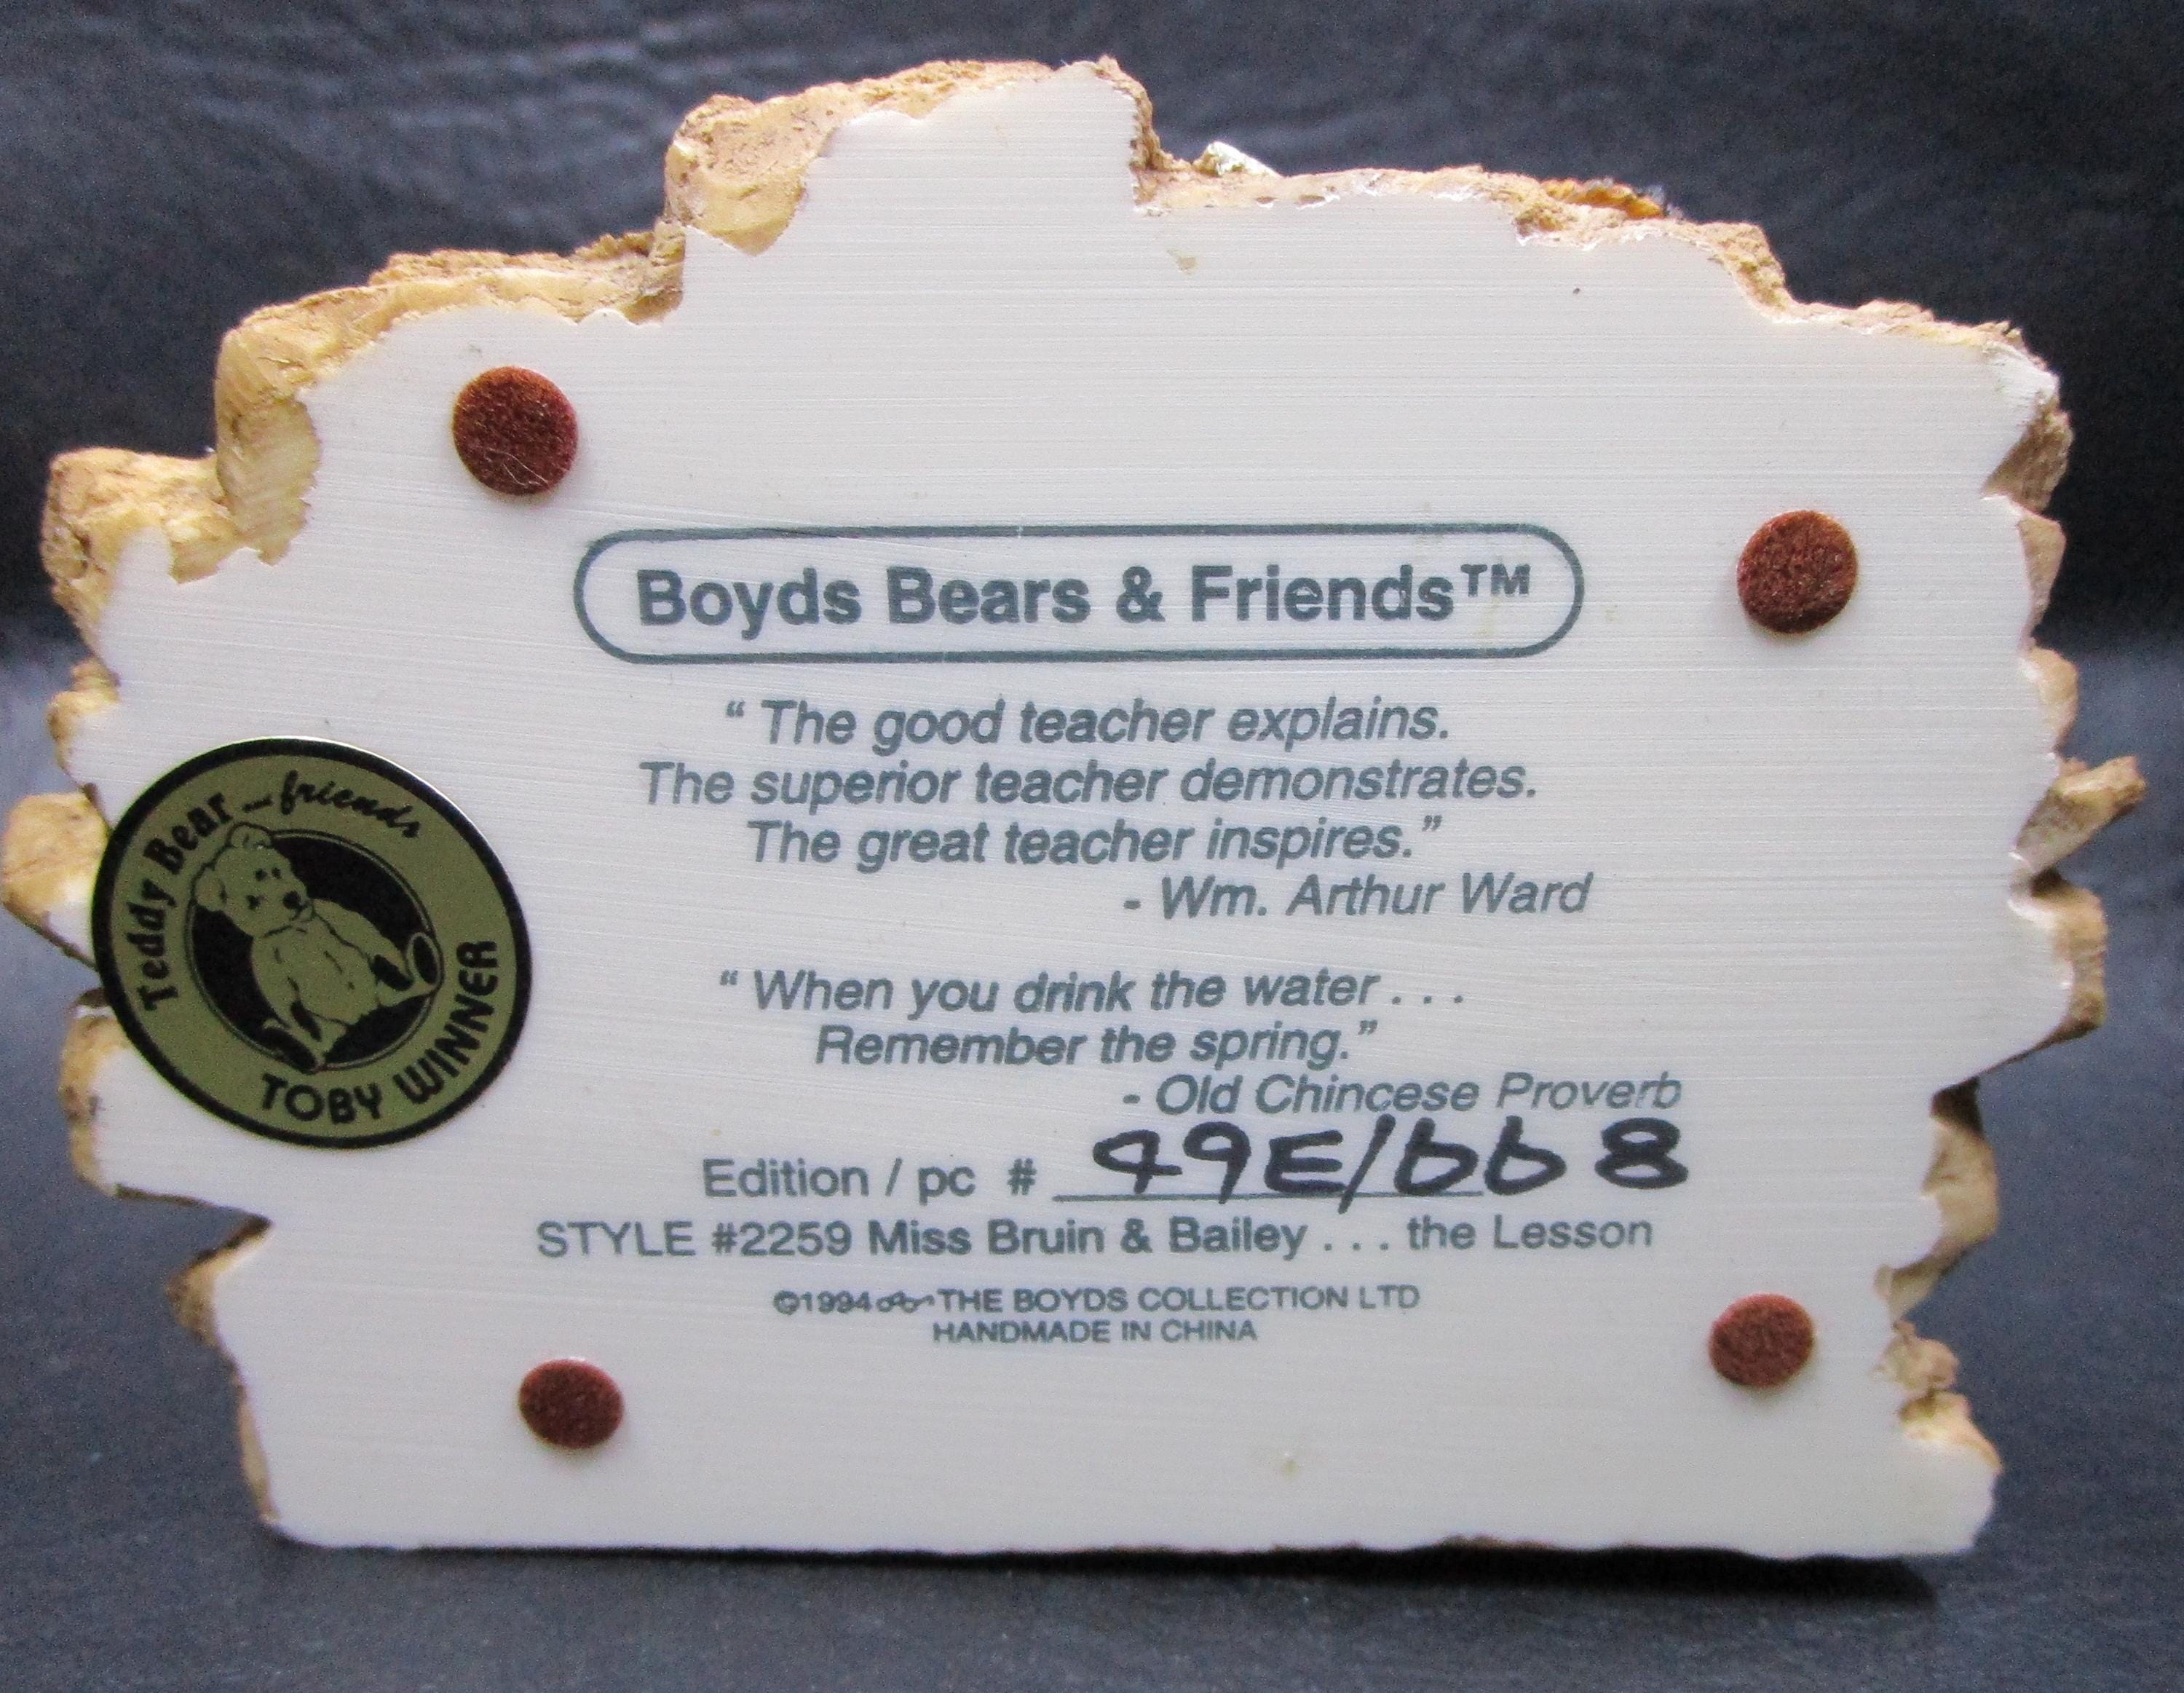 Boyds Bears & Friends™
“ The good teacher explains.
The superior teacher demonstrates.
The great teacher inspires.”
- Wm. Arthur Ward
“ When you drink the water . . .
Remember the spring.”
- Old Chincese Proverb
Edition / pc # 49E/668
STYLE #2259 Miss Bruin & Bailey . . . the Lesson
©1994 THE BOYDS COLLECTION LTD
HANDMADE IN CHINA
Teddy Bear and friends
TOBY WINNER